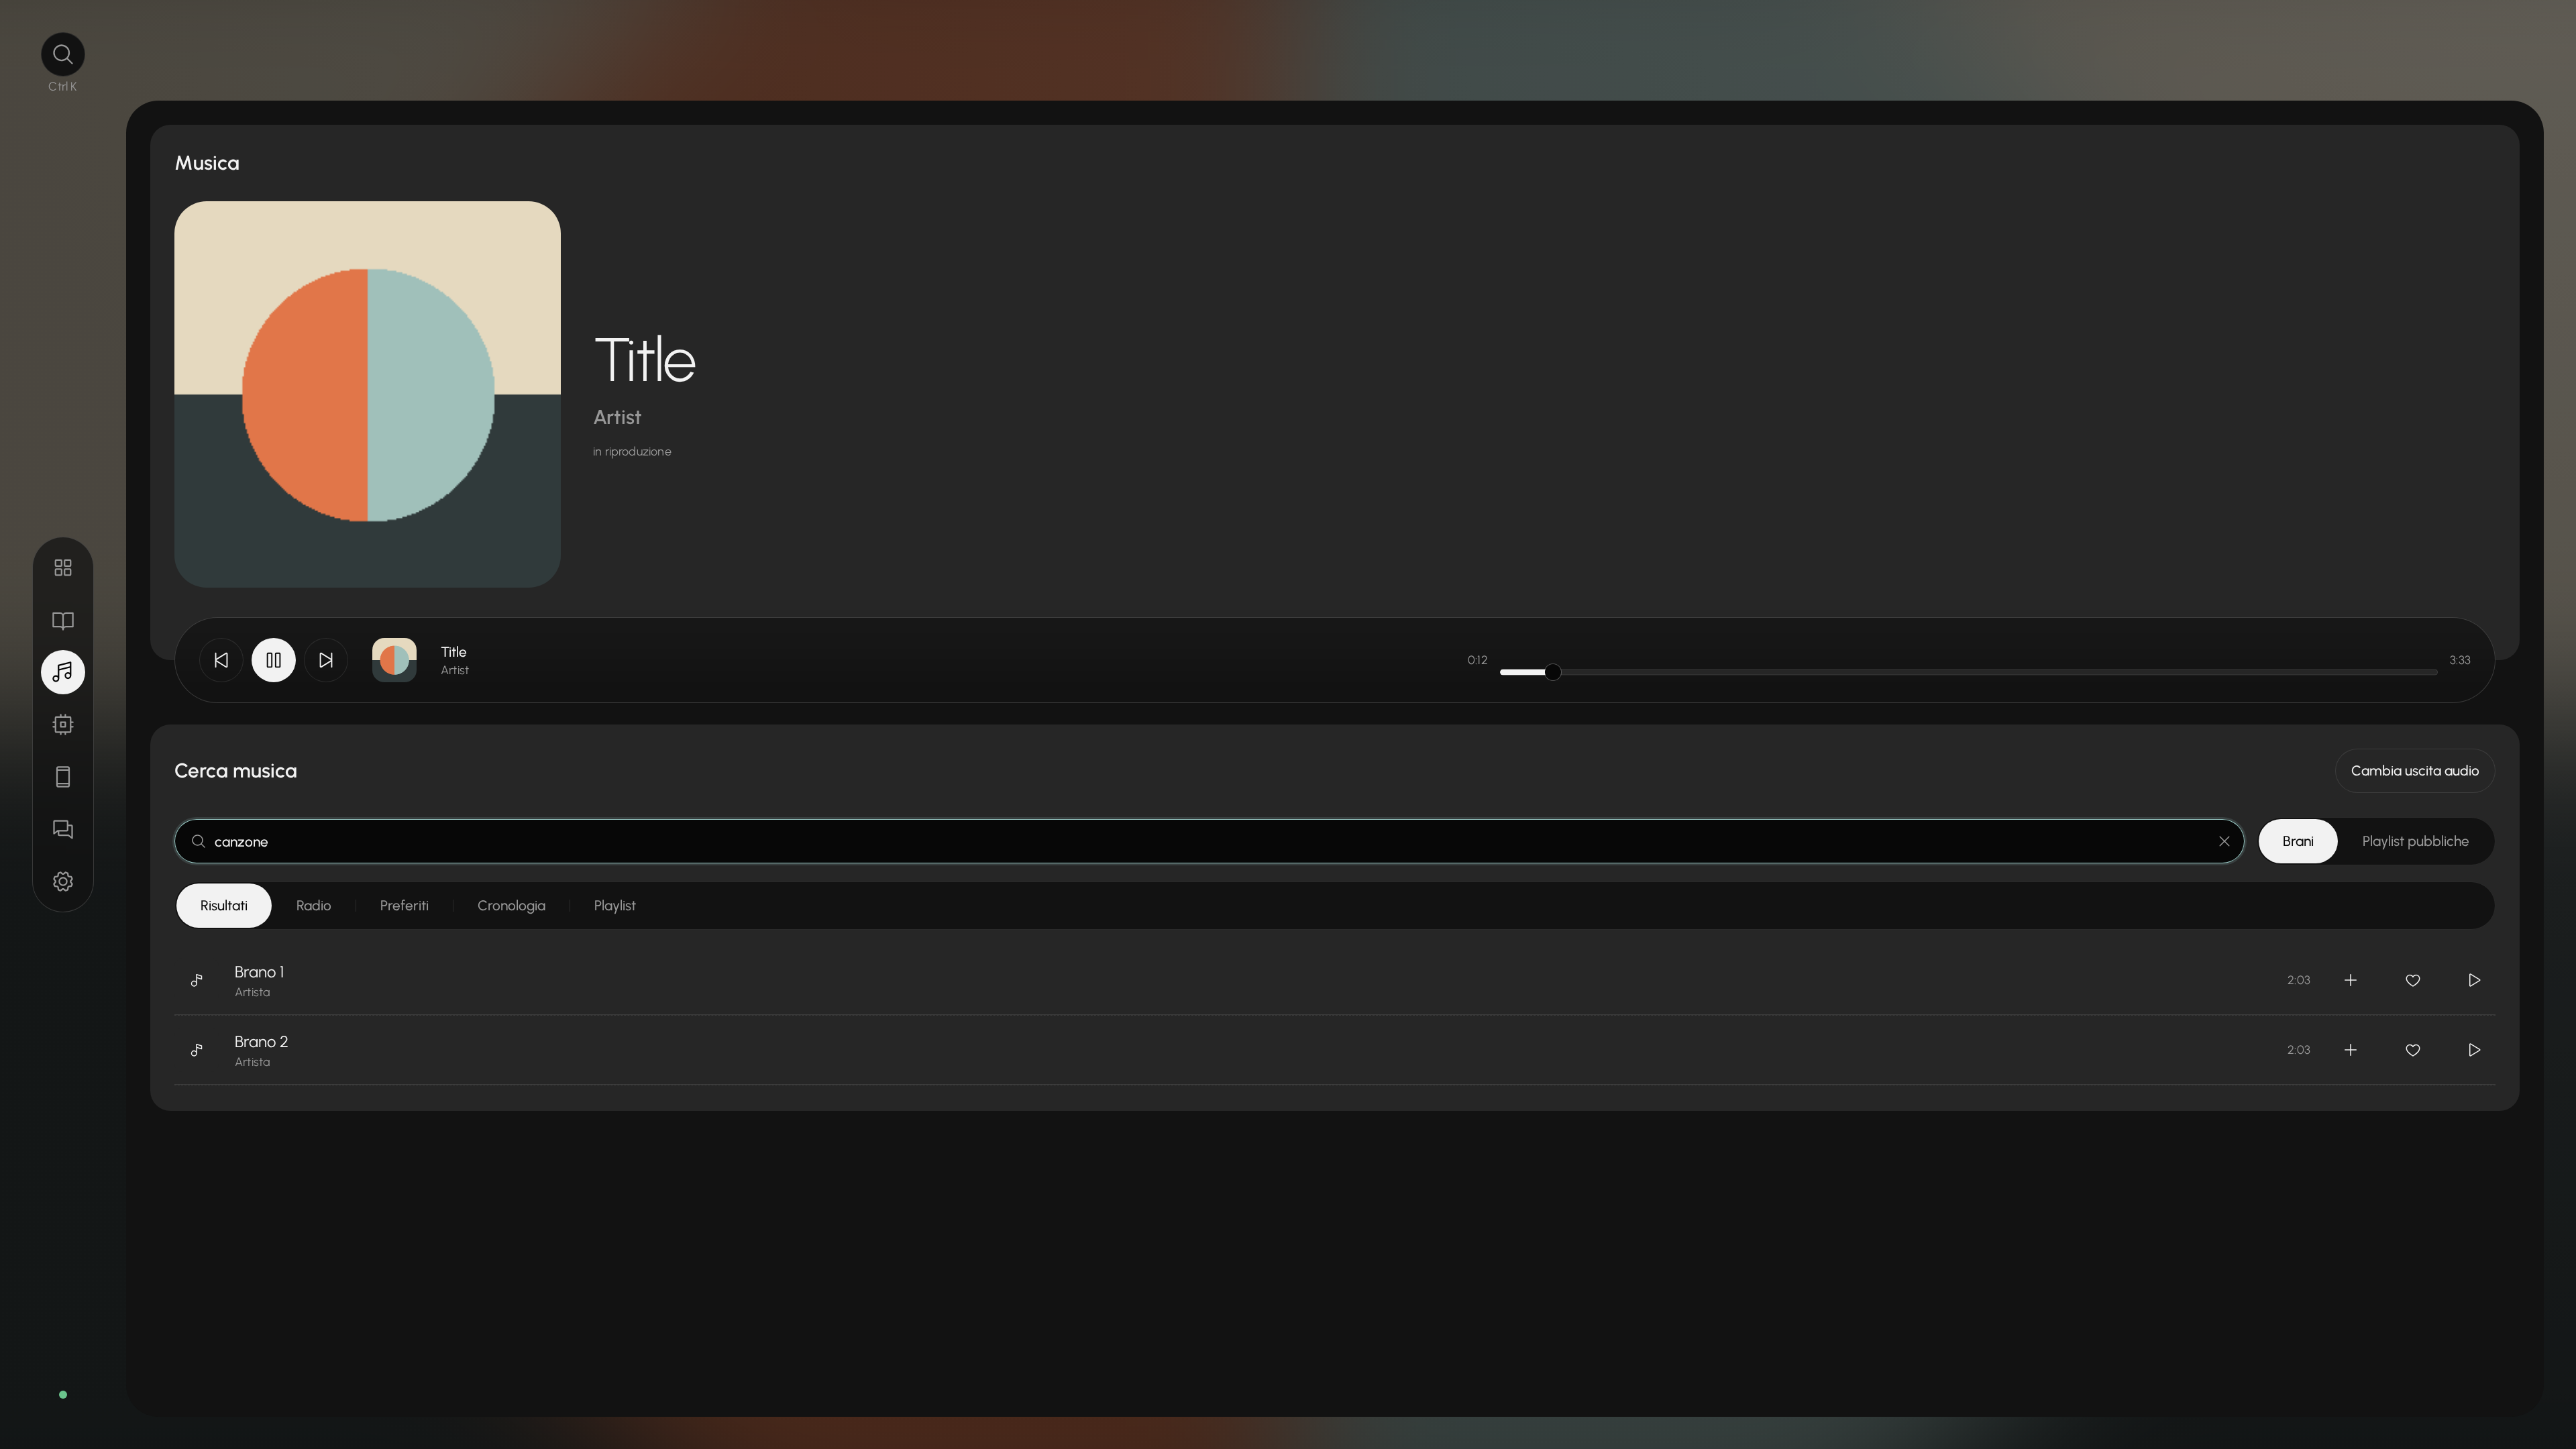 Ctrl K
Musica
Title
Artist
in riproduzione
Title
Artist
0:12
3:33
Cerca musica
Cambia uscita audio
canzone
Brani
Playlist pubbliche
Risultati
Radio
Preferiti
Cronologia
Playlist
Brano 1
Artista
2:03
Brano 2
Artista
2:03